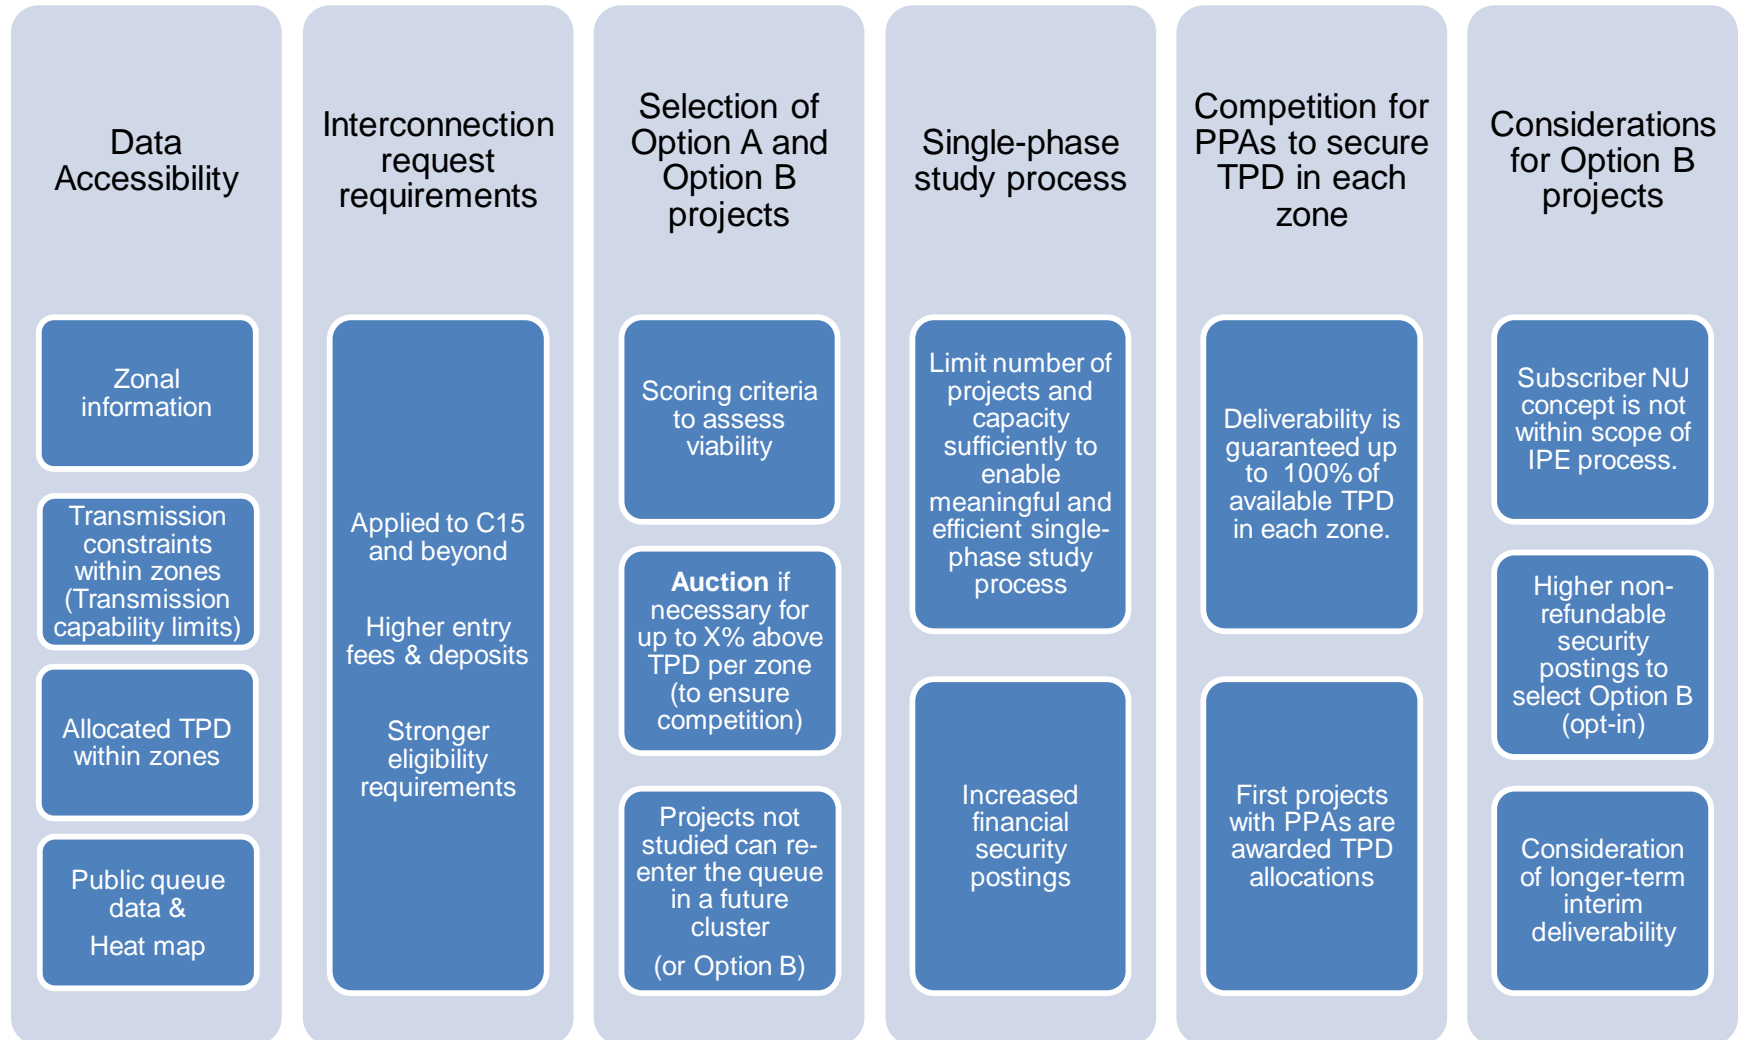 Data
Accessibility
Zonal
information
Transmission
constraints
within zones
(Transmission
capability limits)
Allocated TPD
within zones
Public queue
data &
Heat map
Interconnection
request
requirements
Applied to C15
and beyond
Higher entry
fees & deposits
Stronger
eligibility
requirements
Selection of
Option A and
Option B
projects
Scoring criteria
to assess
viability
Auction if
necessary for
up to X% above
TPD per zone
(to ensure
competition)
Projects not
studied can re-
enter the queue
in a future
cluster
(or Option B)
Single-phase
study process
Limit number of
projects and
capacity
sufficiently to
enable
meaningful and
efficient single-
phase study
process
Increased
financial
security
postings
Competition for
PPAs to secure
TPD in each
zone
Deliverability is
guaranteed up
to 100% of
available TPD
in each zone.
First projects
with PPAs are
awarded TPD
allocations
Considerations
for Option B
projects
Subscriber NU
concept is not
within scope of
IPE process.
Higher non-
refundable
security
postings to
select Option B
(opt-in)
Consideration
of longer-term
interim
deliverability